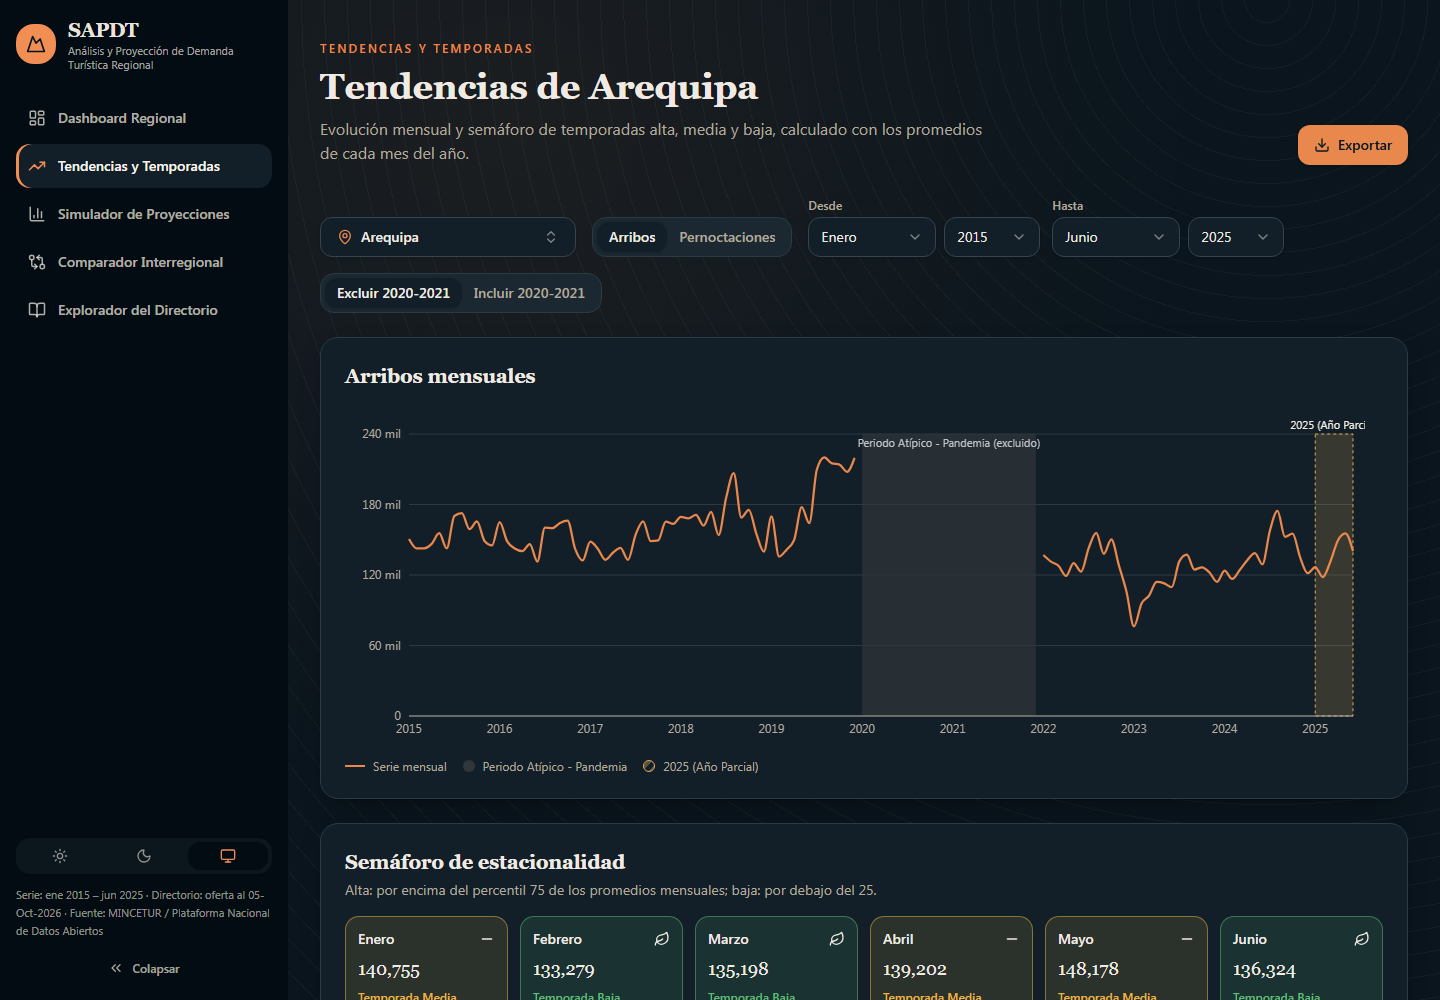 SAPDT
Análisis y Proyección de Demanda
Turística Regional
Dashboard Regional
Tendencias y Temporadas
Simulador de Proyecciones
Comparador Interregional
Explorador del Directorio
Serie: ene 2015 – jun 2025 · Directorio: oferta al 05-
Oct-2026 · Fuente: MINCETUR / Plataforma Nacional
de Datos Abiertos
Colapsar
TENDENCIAS Y TEMPORADAS
Tendencias de Arequipa
Evolución mensual y semáforo de temporadas alta, media y baja, calculado con los promedios
de cada mes del año.
Exportar
Desde
Hasta
Arequipa
Arribos
Pernoctaciones
Enero
2015
Junio
2025
Excluir 2020-2021
Incluir 2020-2021
Arribos mensuales
2025 (Año Parci
240 mil
Periodo Atípico - Pandemia (excluido)
180 mil
120 mil
60 mil
0
2015 2016 2017 2018 2019 2020 2021 2022 2023 2024 2025
Serie mensual
Periodo Atípico - Pandemia
2025 (Año Parcial)
Semáforo de estacionalidad
Alta: por encima del percentil 75 de los promedios mensuales; baja: por debajo del 25.
Enero
140,755
Temporada Media
Febrero
133,279
Temporada Baja
Marzo
135,198
Temporada Baja
Abril
139,202
Temporada Media
Mayo
148,178
Temporada Media
Junio
136,324
Temporada Baja